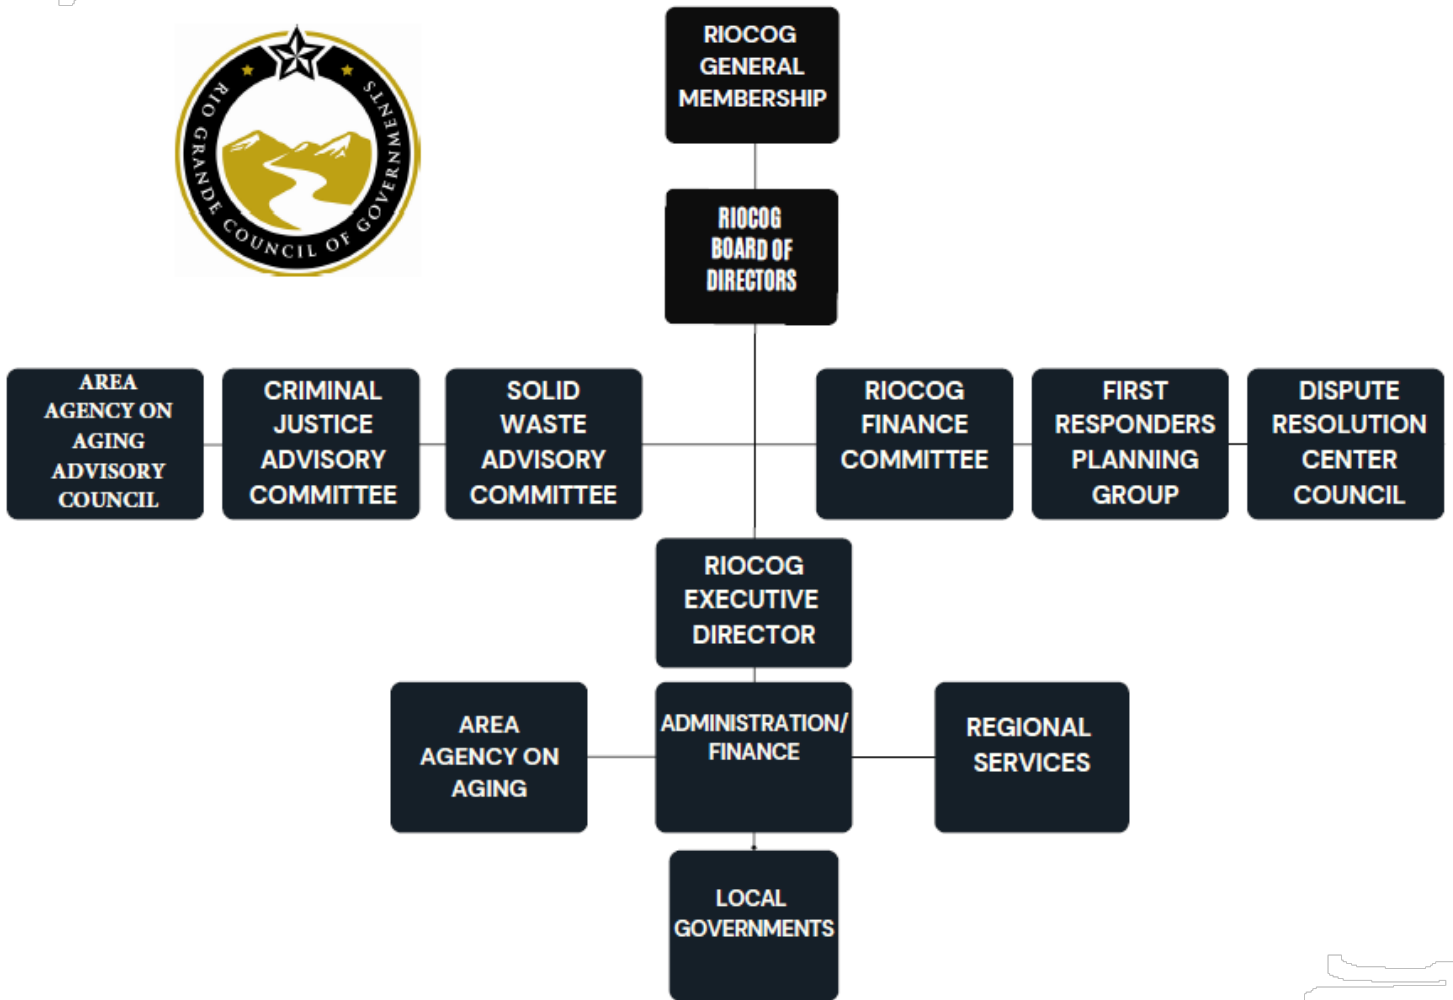 RIO GRANDE COUNCIL OF GOVERNMENTS
RIOCOG
GENERAL
MEMBERSHIP
RIOCOG
BOARD OF
DIRECTORS
AREA
AGENCY ON
AGING
ADVISORY
COUNCIL
CRIMINAL
JUSTICE
ADVISORY
COMMITTEE
SOLID
WASTE
ADVISORY
COMMITTEE
RIOCOG
FINANCE
COMMITTEE
FIRST
RESPONDERS
PLANNING
GROUP
DISPUTE
RESOLUTION
CENTER
COUNCIL
RIOCOG
EXECUTIVE
DIRECTOR
AREA
AGENCY ON
AGING
ADMINISTRATION/
FINANCE
REGIONAL
SERVICES
LOCAL
GOVERNMENTS